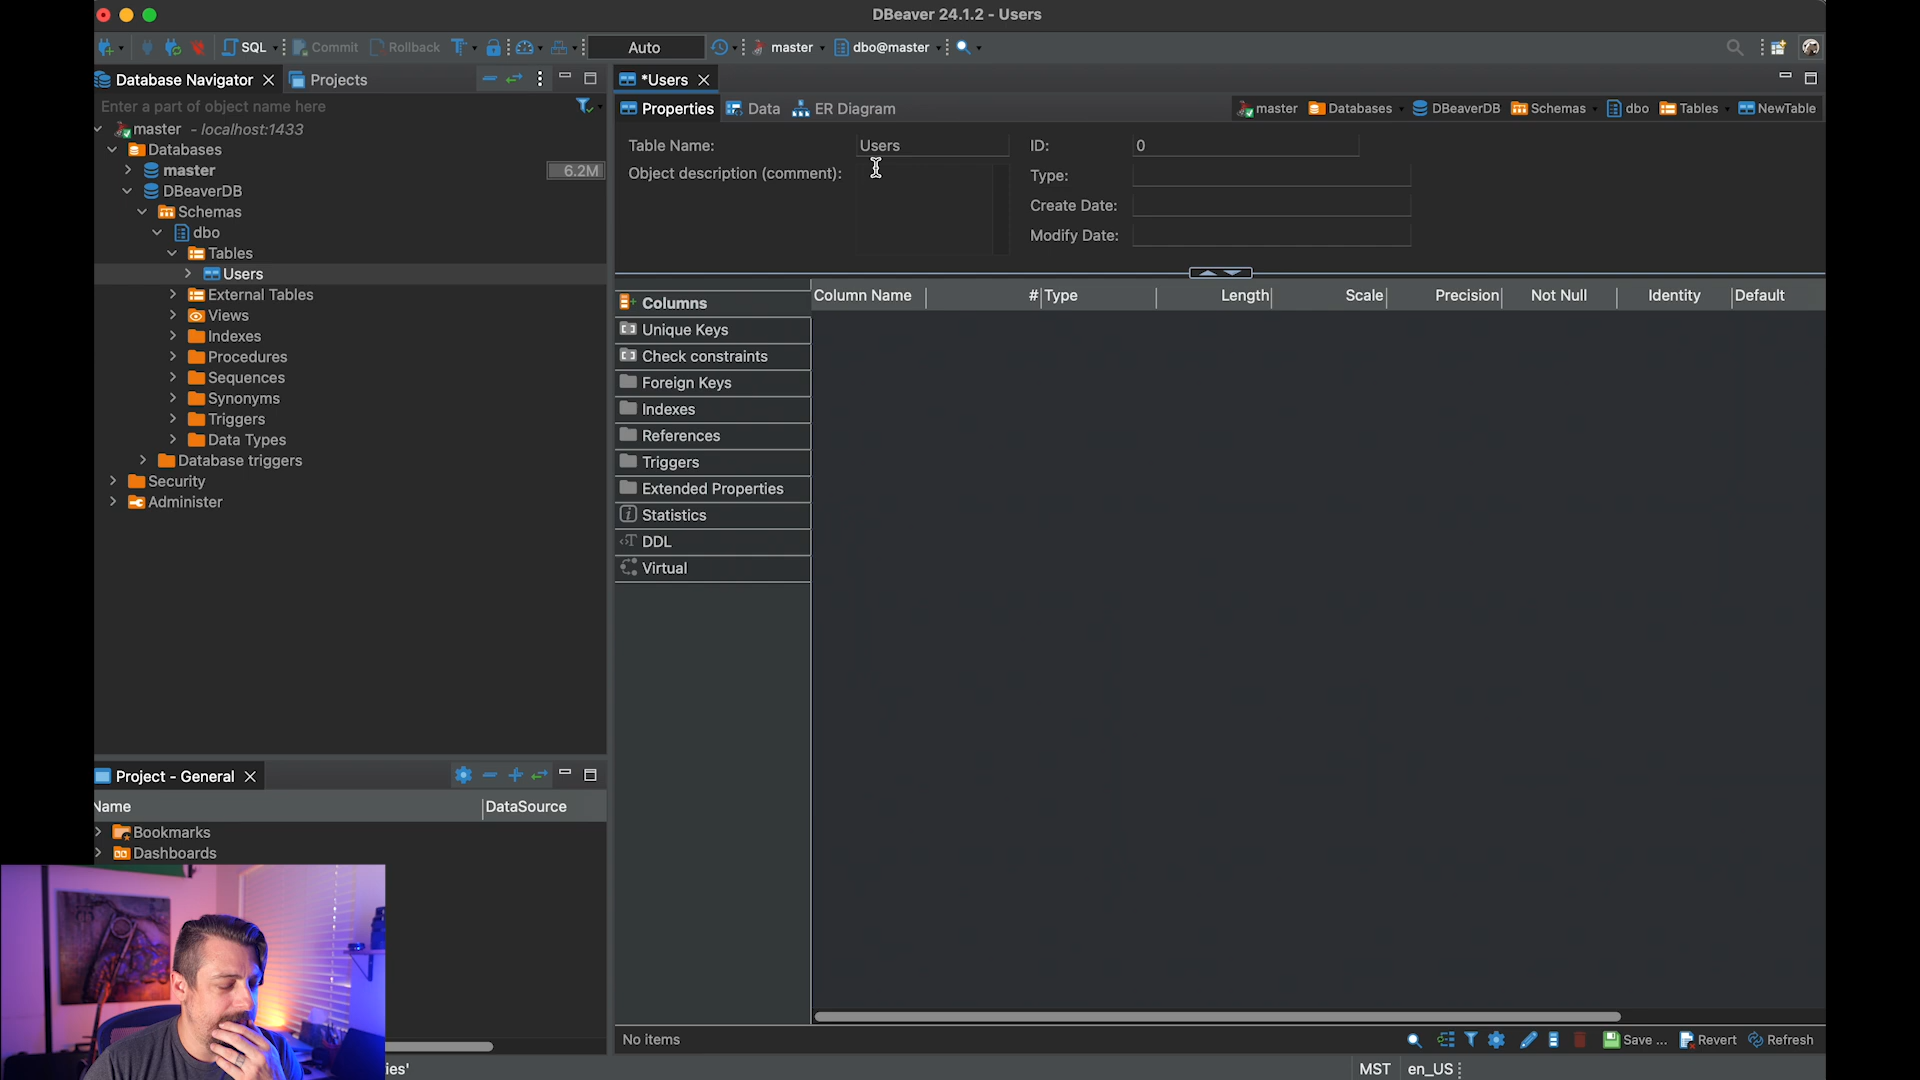 DBeaver 24.1.2 - Users
SQL
Commit
Rollback
Auto
master
dbo@master
Database Navigator
Projects
*Users
Enter a part of object name here
Properties
Data
ER Diagram
master
Databases
DBeaverDB
Schemas
dbo
Tables
NewTable
master - localhost:1433
Databases
master
6.2M
DBeaverDB
Schemas
dbo
Tables
Users
External Tables
Views
Indexes
Procedures
Sequences
Synonyms
Triggers
Data Types
Database triggers
Security
Administer
Table Name:
Users
Object description (comment):
ID:
0
Type:
Create Date:
Modify Date:
Columns
Unique Keys
Check constraints
Foreign Keys
Indexes
References
Triggers
Extended Properties
Statistics
DDL
Virtual
Column Name
#
Type
Length
Scale
Precision
Not Null
Identity
Default
Project - General
Name
DataSource
Bookmarks
Dashboards
ies'
No items
Save ...
Revert
Refresh
MST
en_US